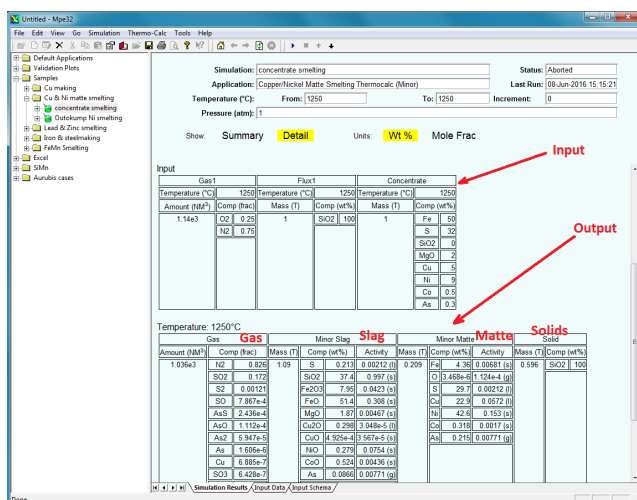 Untitled - Mpe32
File Edit View Go Simulation Thermo-Calc Tools Help
Default Applications
Validation Plots
Samples
Cu making
Cu & Ni matte smelting
concentrate smelting
Outokump Ni smelting
Lead & Zinc smelting
Iron & steelmaking
FeMn Smelting
Excel
SiMn
Aurubis cases
Simulation: concentrate smelting Status: Aborted
Application: Copper/Nickel Matte Smelting Thermocalc (Minor) Last Run: 08-Jun-2016 15:15:21
Temperature (°C): From: 1250 To: 1250 Increment: 0
Pressure (atm): 1
Show: Summary Detail Units: Wt % Mole Frac
Input
Input
Gas1 Flux1 Concentrate
Temperature (°C) 1250 Temperature (°C) 1250 Temperature (°C) 1250
Amount (NM³) Comp (frac) Mass (T) Comp (wt%) Mass (T) Comp (wt%)
1.14e3 O2 0.25 1 SiO2 100 1 Fe 50
N2 0.75 S 32
SiO2 0
MgO 2
Cu 5
Ni 9
Co 0.5
As 0.3
Output
Temperature: 1250°C
Gas Gas Minor Slag Slag Minor Matte Matte Solid Solids
Amount (NM³) Comp (frac) Mass (T) Comp (wt%) Activity Mass (T) Comp (wt%) Activity Mass (T) Comp (wt%)
1.036e3 N2 0.826 1.09 S 0.213 0.00212 (l) 0.209 Fe 4.36 0.00681 (s) 0.596 SiO2 100
SO2 0.172 SiO2 37.4 0.997 (s) O 3.468e-6 1.124e-4 (g)
S2 0.00121 Fe2O3 7.95 0.0423 (s) S 29.7 0.00212 (l)
SO 7.867e-4 FeO 51.4 0.308 (s) Cu 22.9 0.0572 (l)
AsS 2.436e-4 MgO 1.87 0.00467 (s) Ni 42.6 0.153 (s)
AsO 1.112e-4 Cu2O 0.298 3.048e-5 (l) Co 0.318 0.0017 (s)
As2 5.947e-5 CuO 4.925e-4 3.567e-5 (s) As 0.215 0.00771 (g)
As 1.606e-6 NiO 0.279 0.0754 (s)
Cu 6.885e-7 CoO 0.524 0.00436 (s)
SO3 6.428e-7 As 0.0866 0.00771 (g)
Simulation Results Input Data Input Schema
Done